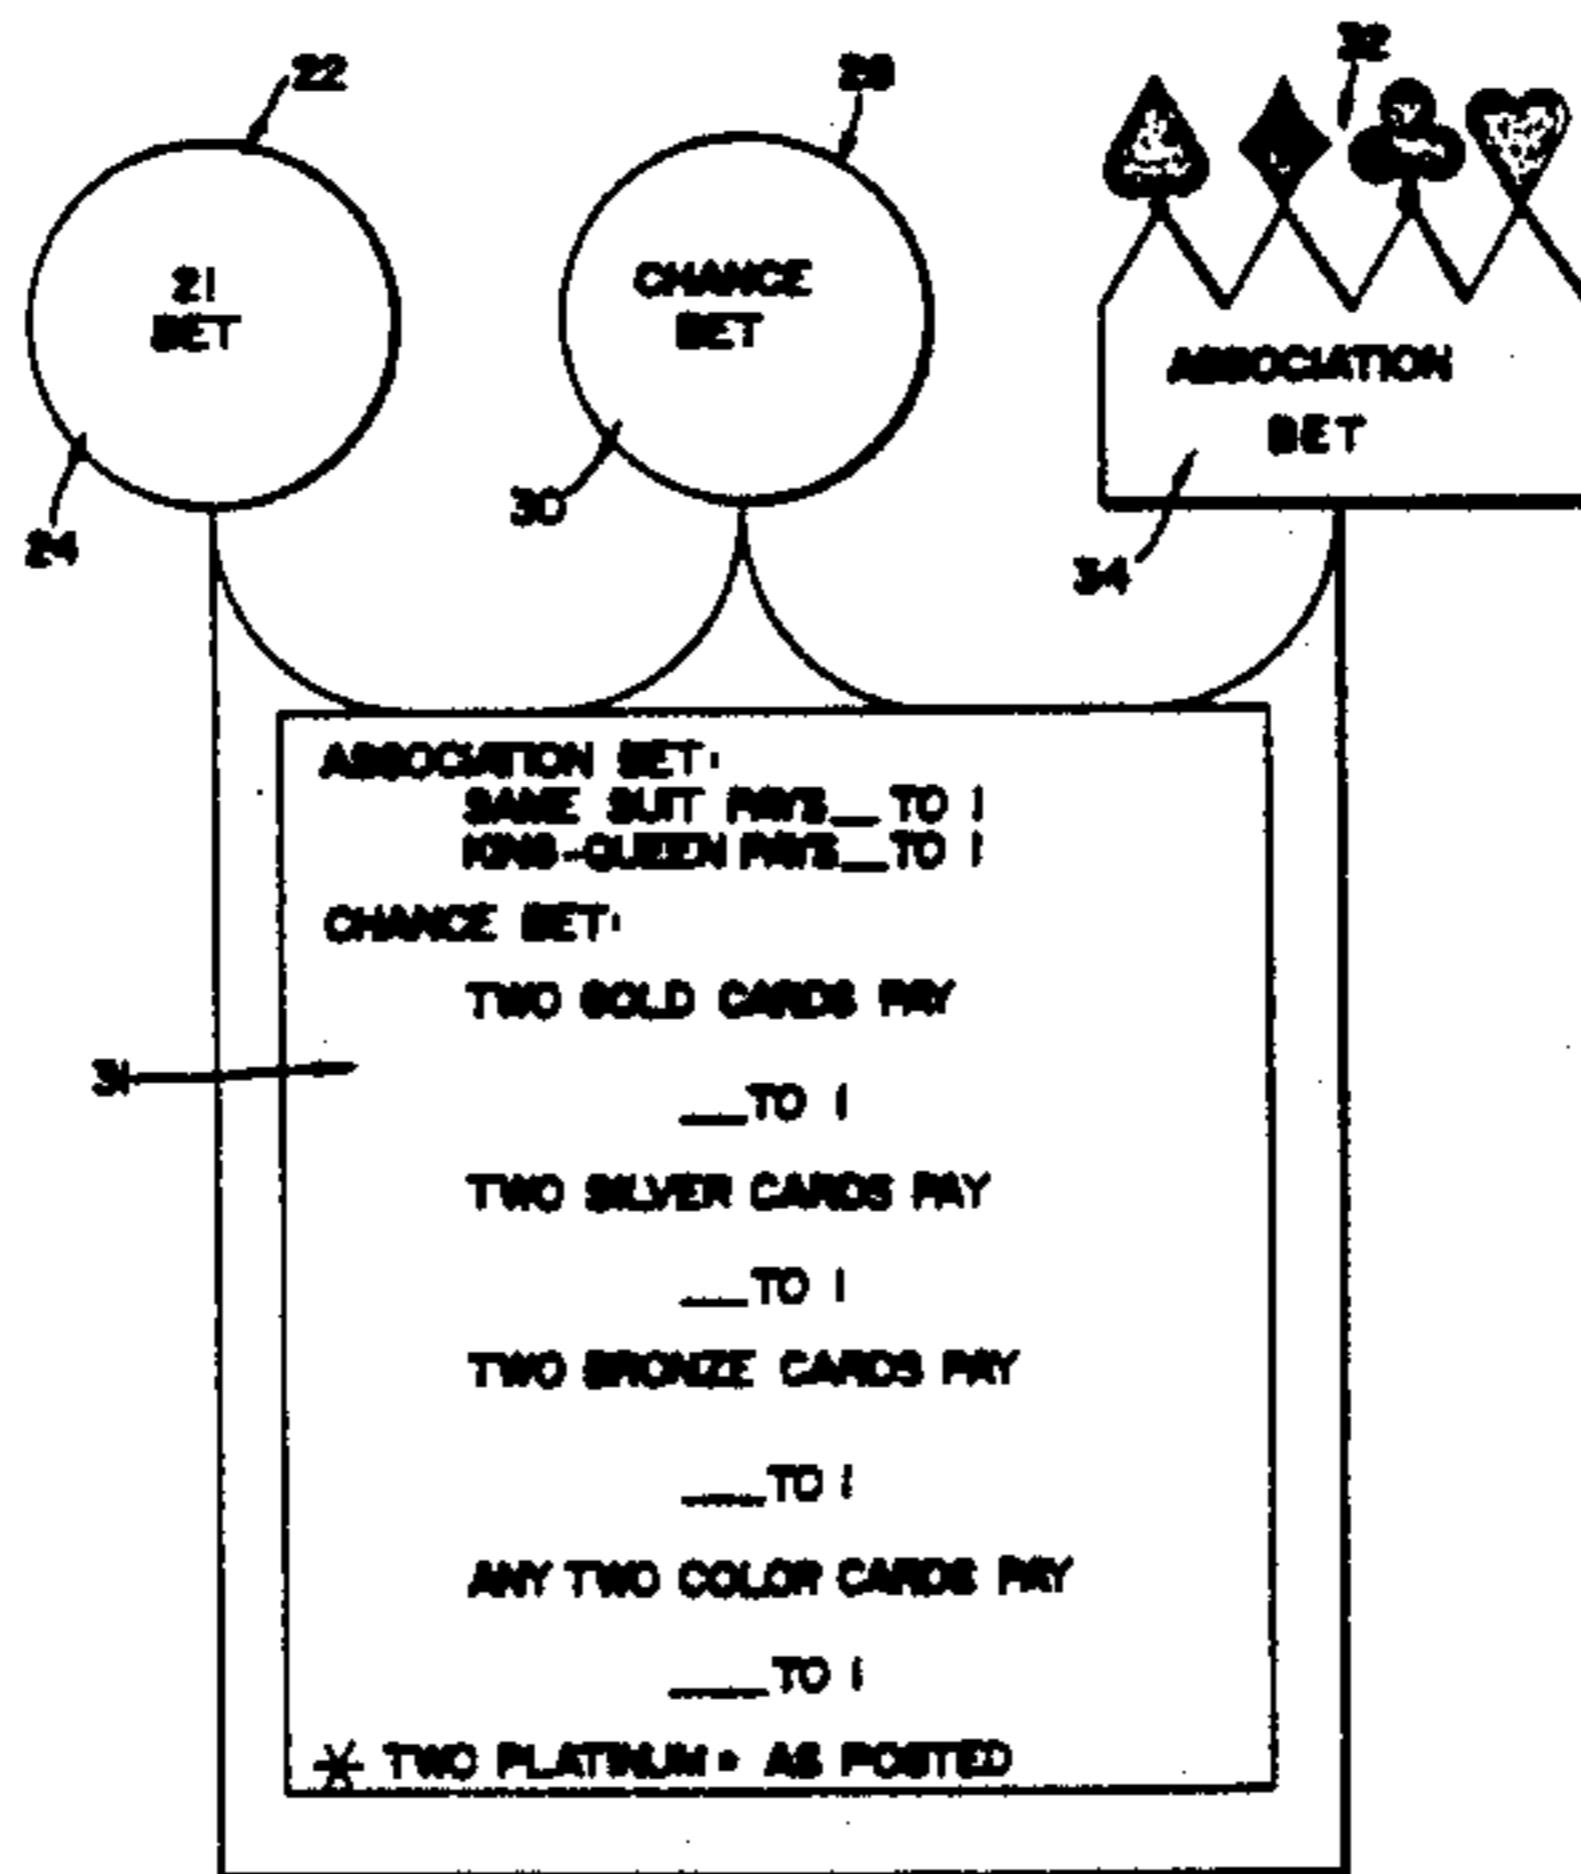 22
28
32
21
BET
CHANCE
BET
ASSOCIATION
BET
24
30
34
ASSOCIATION BET:
SAME SUIT PAYS__TO 1
KING-QUEEN PAYS__TO 1
CHANCE BET:
TWO GOLD CARDS PAY
31
__TO 1
TWO SILVER CARDS PAY
__TO 1
TWO BRONZE CARDS PAY
___TO 1
ANY TWO COLOR CARDS PAY
___TO 1
* TWO PLATINUM = AS POSTED